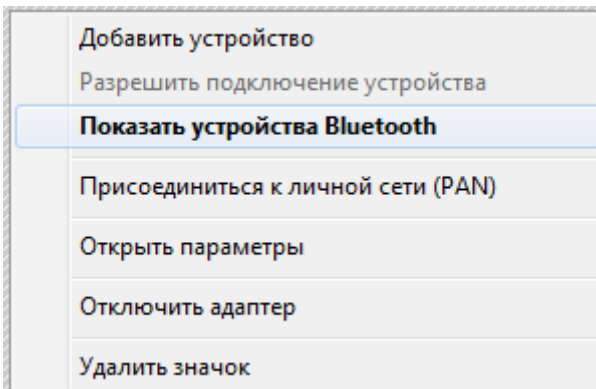 Добавить устройство
Разрешить подключение устройства
Показать устройства Bluetooth
Присоединиться к личной сети (PAN)
Открыть параметры
Отключить адаптер
Удалить значок